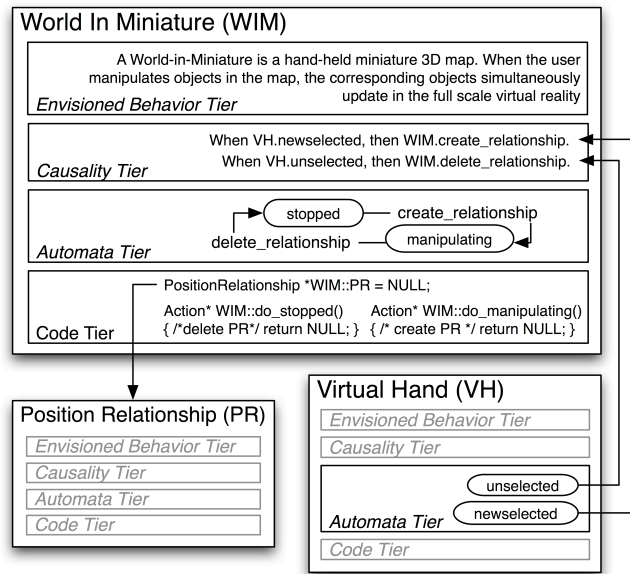 World In Miniature (WIM)
A World-in-Miniature is a hand-held miniature 3D map. When the user
manipulates objects in the map, the corresponding objects simultaneously
update in the full scale virtual reality
Envisioned Behavior Tier
When VH.newselected, then WIM.create_relationship.
When VH.unselected, then WIM.delete_relationship.
Causality Tier
stopped
create_relationship
delete_relationship
manipulating
Automata Tier
PositionRelationship *WIM::PR = NULL;
Action* WIM::do_stopped() Action* WIM::do_manipulating()
{ /*delete PR*/ return NULL; } { /* create PR */ return NULL; }
Code Tier
Position Relationship (PR)
Envisioned Behavior Tier
Causality Tier
Automata Tier
Code Tier
Virtual Hand (VH)
Envisioned Behavior Tier
Causality Tier
unselected
newselected
Automata Tier
Code Tier